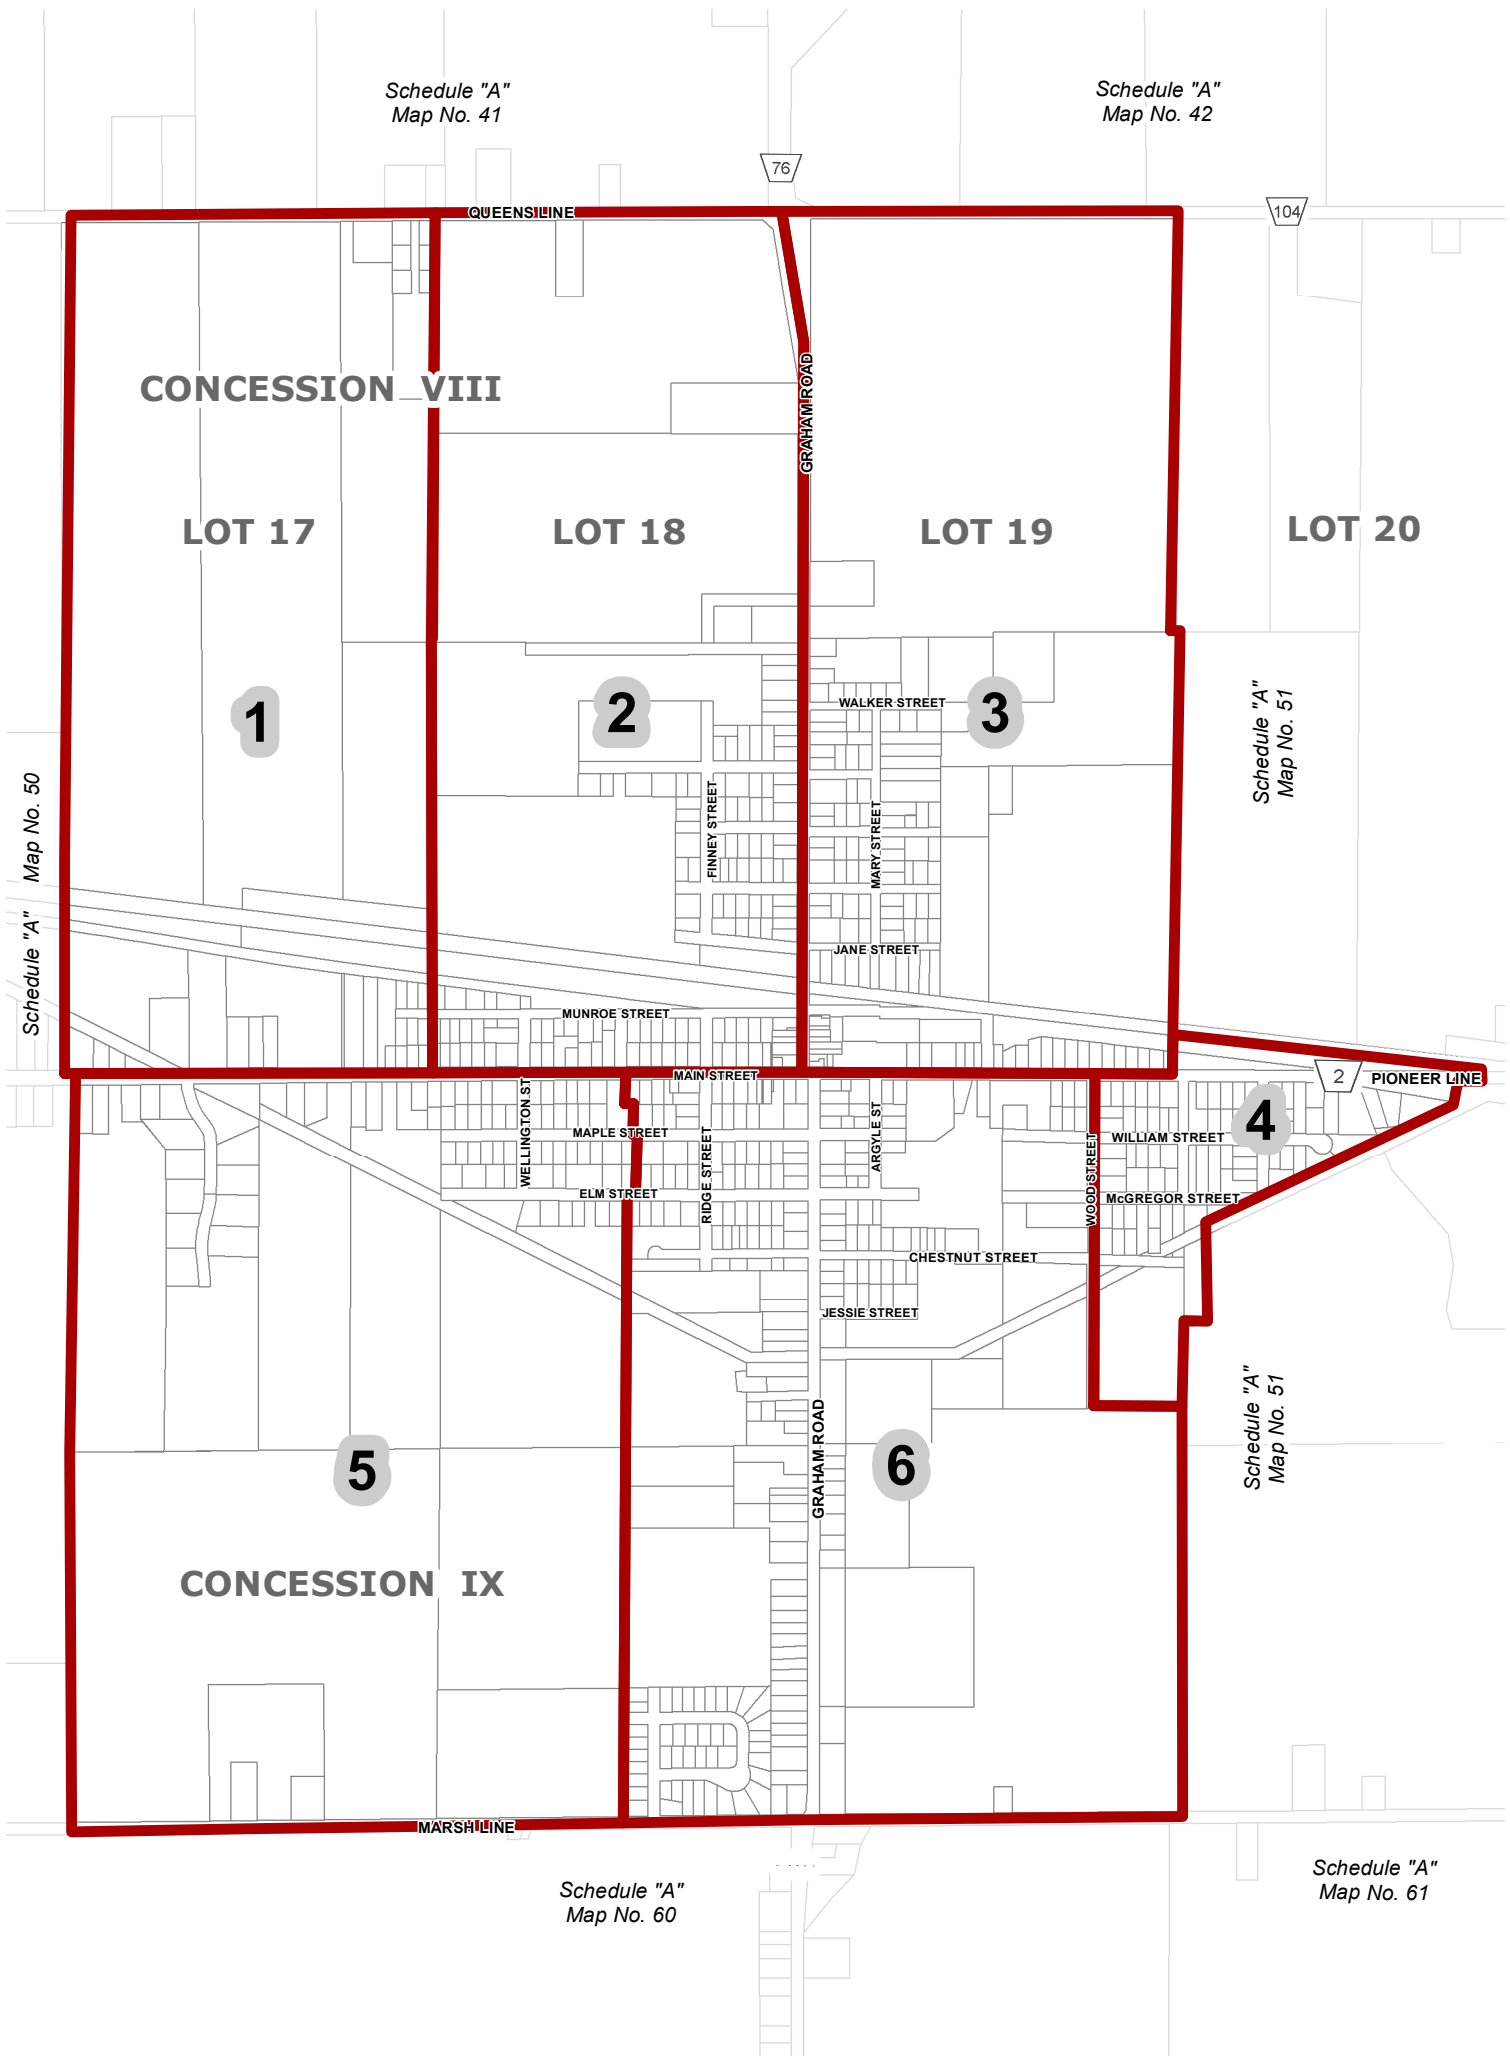 Schedule "A"
Map No. 41
Schedule "A"
Map No. 42
76
104
QUEENS LINE
GRAHAM ROAD
CONCESSION VIII
LOT 17
LOT 18
LOT 19
LOT 20
1
2
3
WALKER STREET
Schedule "A"
Map No. 51
Schedule "A" Map No. 50
FINNEY STREET
MARY STREET
JANE STREET
MUNROE STREET
MAIN STREET
2
PIONEER LINE
4
WELLINGTON ST
MAPLE STREET
RIDGE STREET
ARGYLE ST
WOOD STREET
WILLIAM STREET
ELM STREET
McGREGOR STREET
CHESTNUT STREET
JESSIE STREET
GRAHAM ROAD
Schedule "A"
Map No. 51
5
6
CONCESSION IX
MARSH LINE
Schedule "A"
Map No. 60
Schedule "A"
Map No. 61